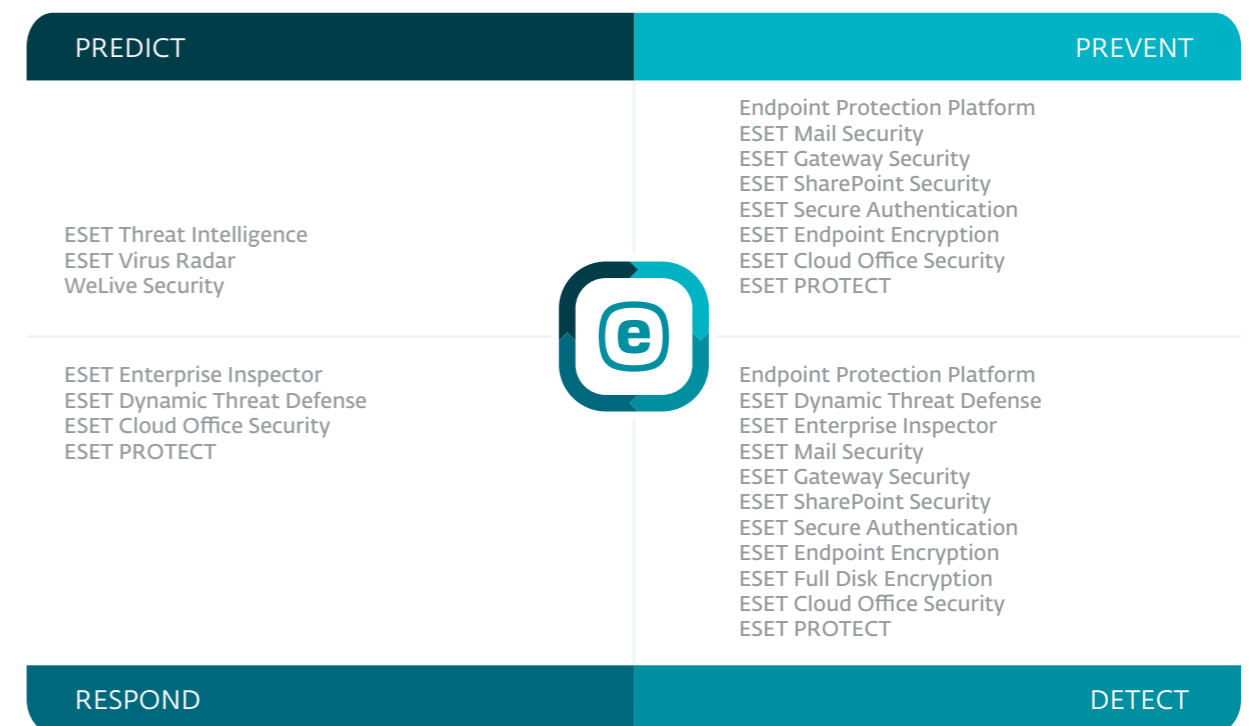 PREDICT
PREVENT
ESET Threat Intelligence
ESET Virus Radar
WeLive Security
Endpoint Protection Platform
ESET Mail Security
ESET Gateway Security
ESET SharePoint Security
ESET Secure Authentication
ESET Endpoint Encryption
ESET Cloud Office Security
ESET PROTECT
e
ESET Enterprise Inspector
ESET Dynamic Threat Defense
ESET Cloud Office Security
ESET PROTECT
Endpoint Protection Platform
ESET Dynamic Threat Defense
ESET Enterprise Inspector
ESET Mail Security
ESET Gateway Security
ESET SharePoint Security
ESET Secure Authentication
ESET Endpoint Encryption
ESET Full Disk Encryption
ESET Cloud Office Security
ESET PROTECT
RESPOND
DETECT